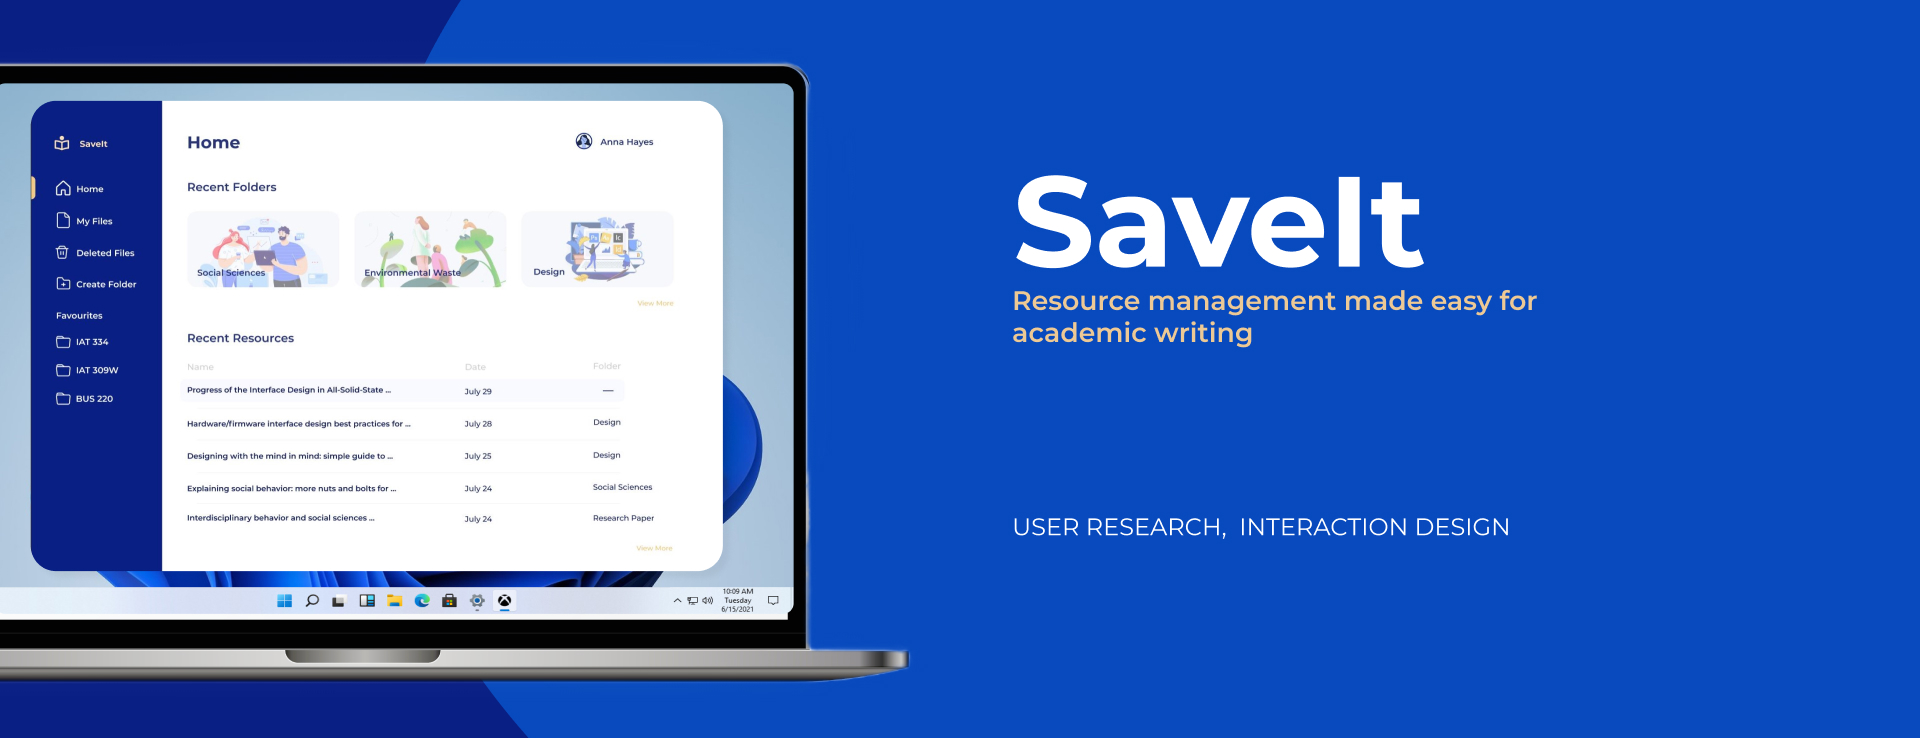 SaveIt
Home
My Files
Deleted Files
Create Folder
Favourites
IAT 334
IAT 309W
BUS 220
Home
Anna Hayes
Recent Folders
Social Sciences
Environmental Waste
Design
View More
Recent Resources
Name Date Folder
Progress of the Interface Design in All-Solid-State ... July 29 —
Hardware/firmware interface design best practices for ... July 28 Design
Designing with the mind in mind: simple guide to ... July 25 Design
Explaining social behavior: more nuts and bolts for ... July 24 Social Sciences
Interdisciplinary behavior and social sciences ... July 24 Research Paper
View More
10:09 AM
Tuesday
6/15/2021
SaveIt
Resource management made easy for
academic writing
USER RESEARCH, INTERACTION DESIGN